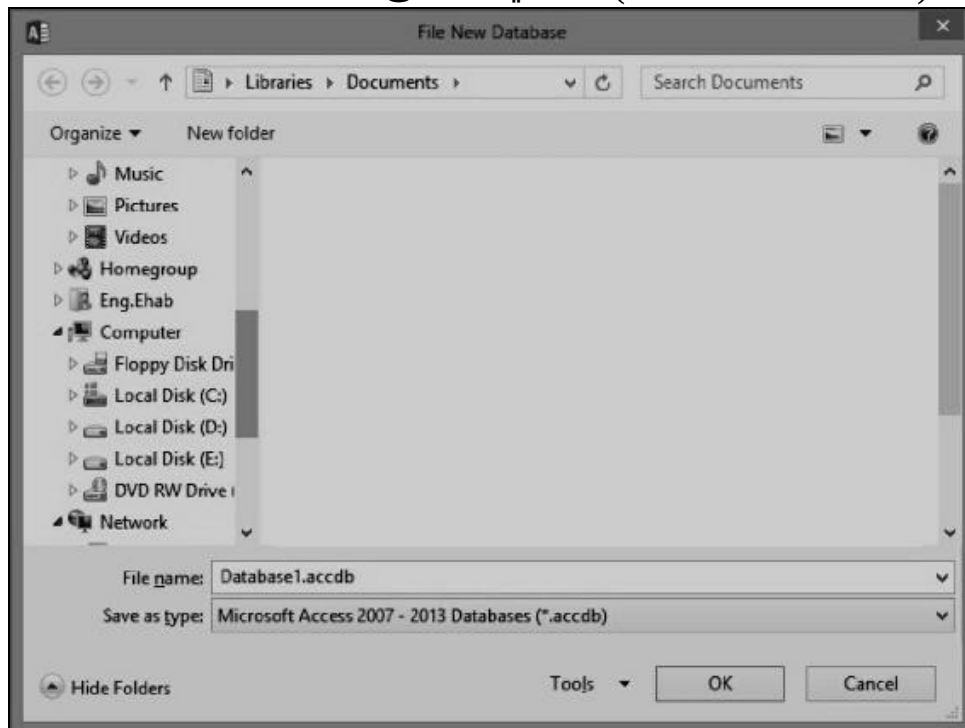 File New Database
Libraries Documents
Search Documents
Organize
New folder
Music
Pictures
Videos
Homegroup
Eng.Ehab
Computer
Floppy Disk Dri
Local Disk (C:)
Local Disk (D:)
Local Disk (E:)
DVD RW Drive
Network
File name: Database1.accdb
Save as type: Microsoft Access 2007 - 2013 Databases (*.accdb)
Hide Folders
Tools
OK
Cancel